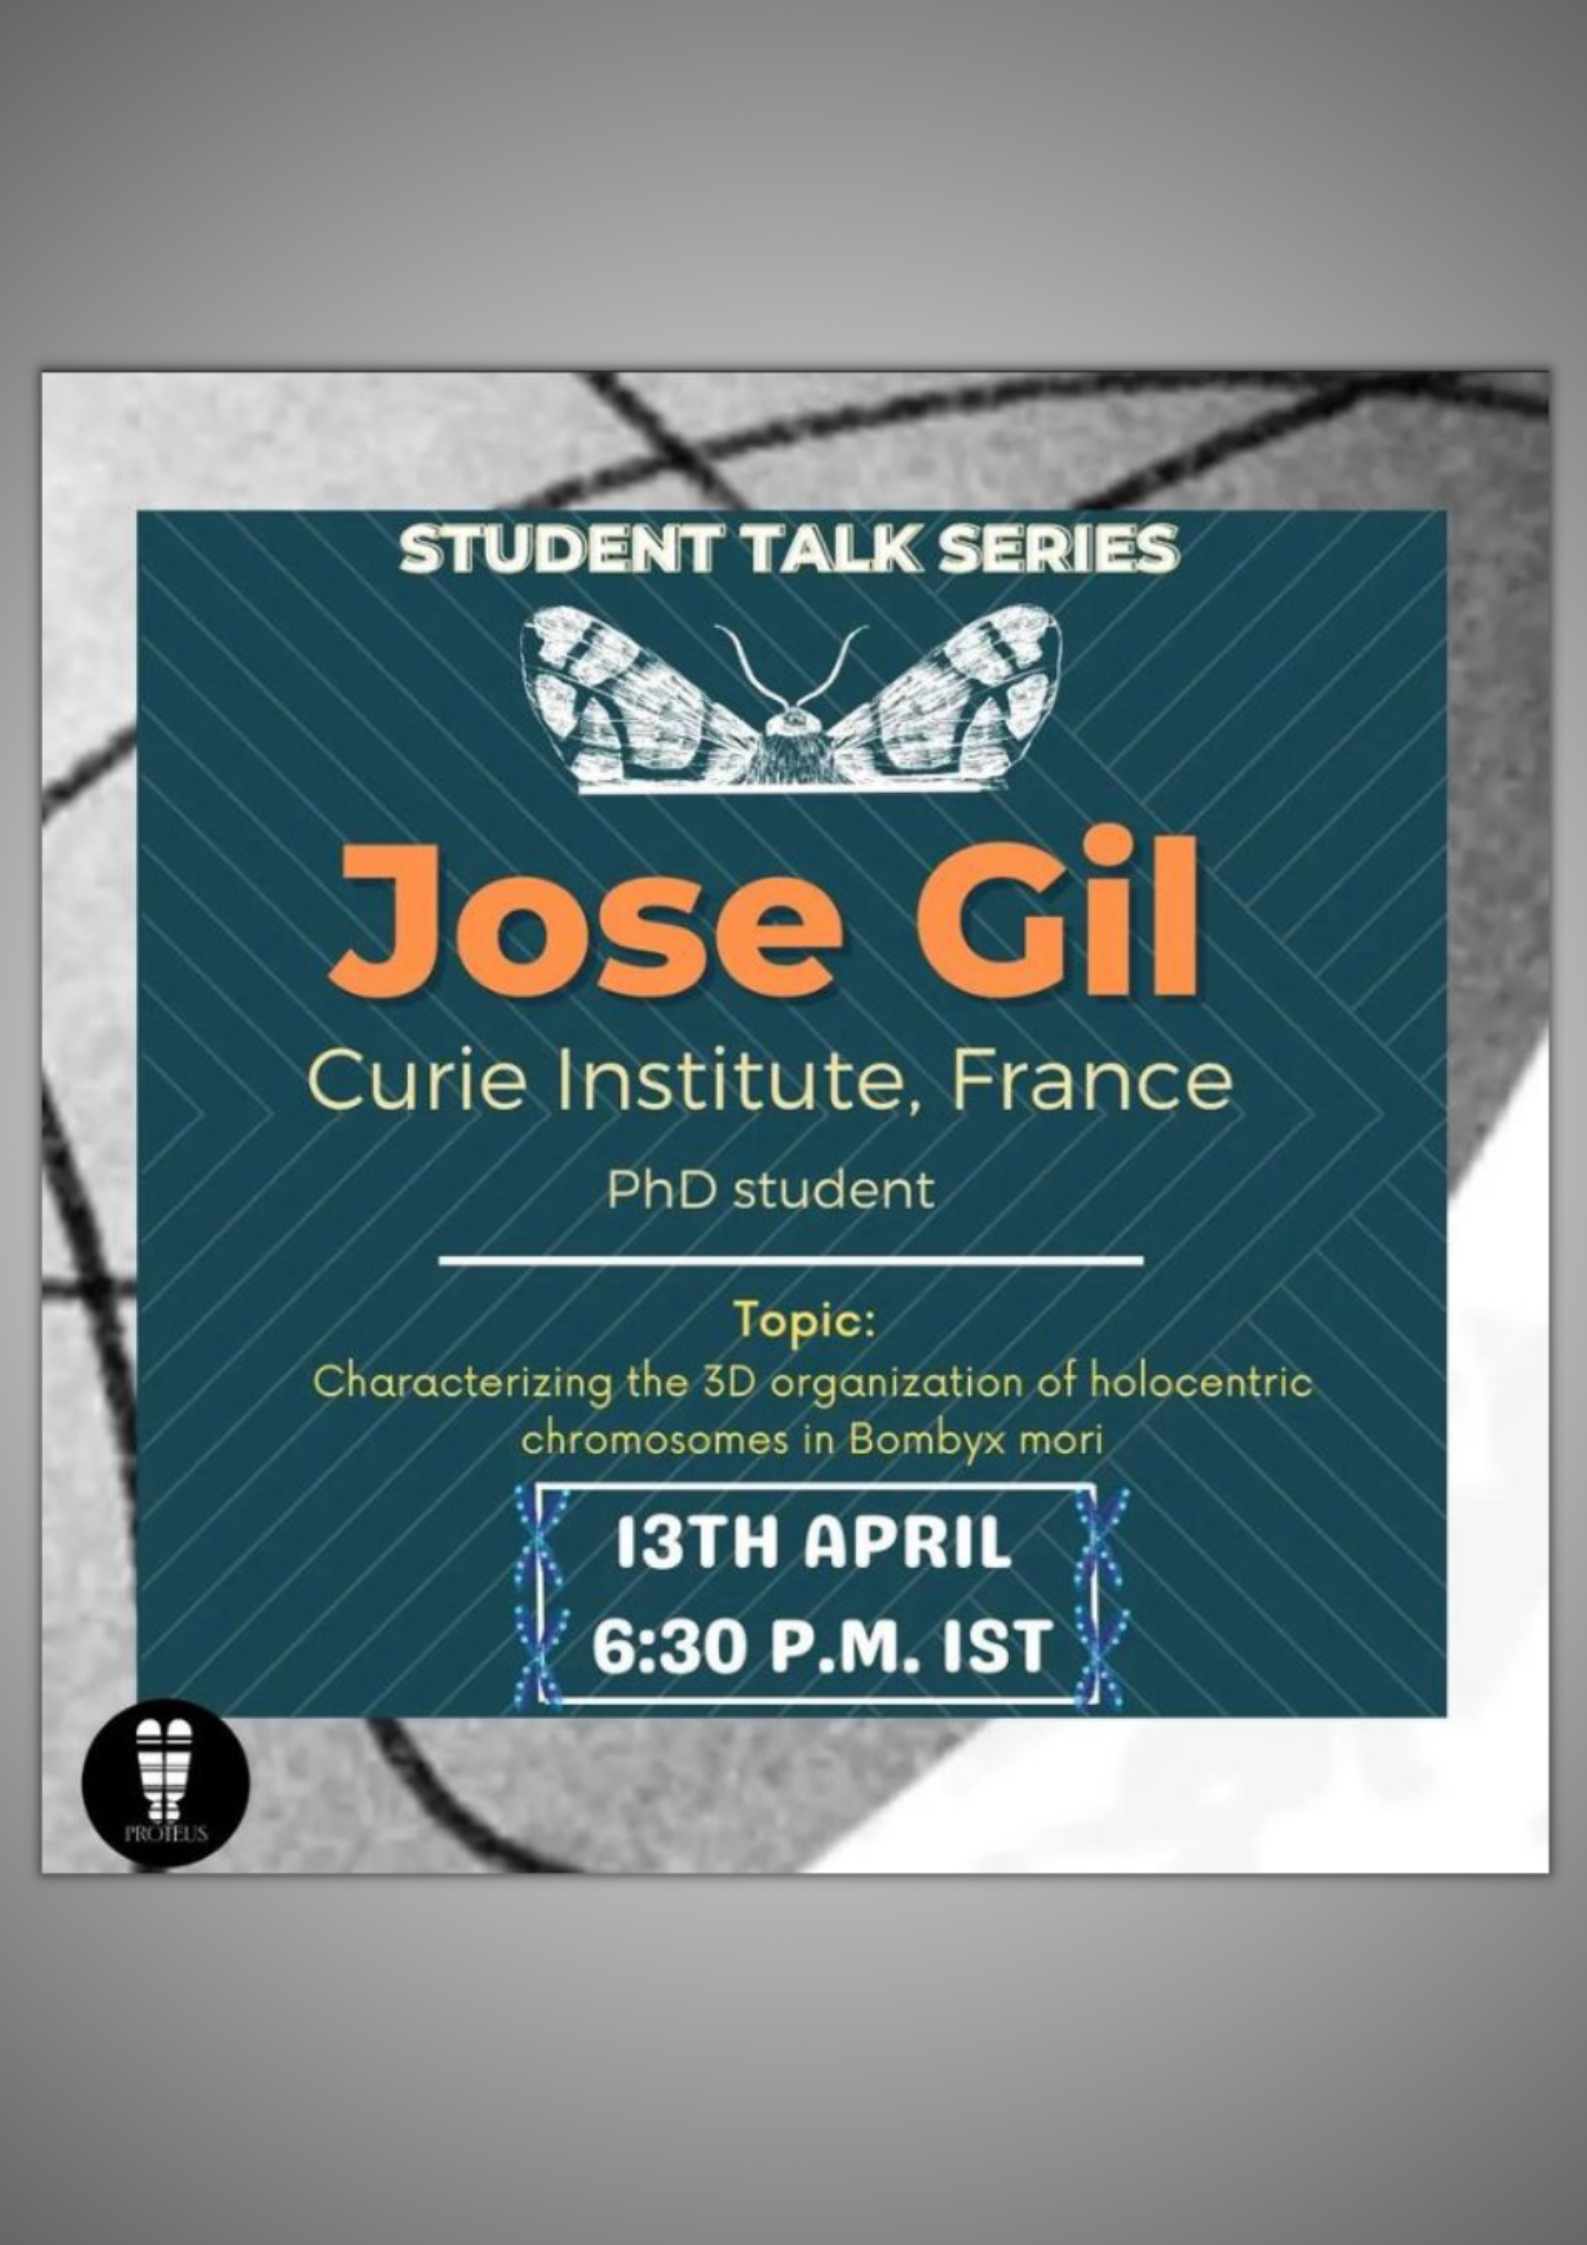 STUDENT TALK SERIES
Jose Gil
Curie Institute, France
PhD student
Topic:
Characterizing the 3D organization of holocentric
chromosomes in Bombyx mori
13TH APRIL
6:30 P.M. IST
PROTEUS